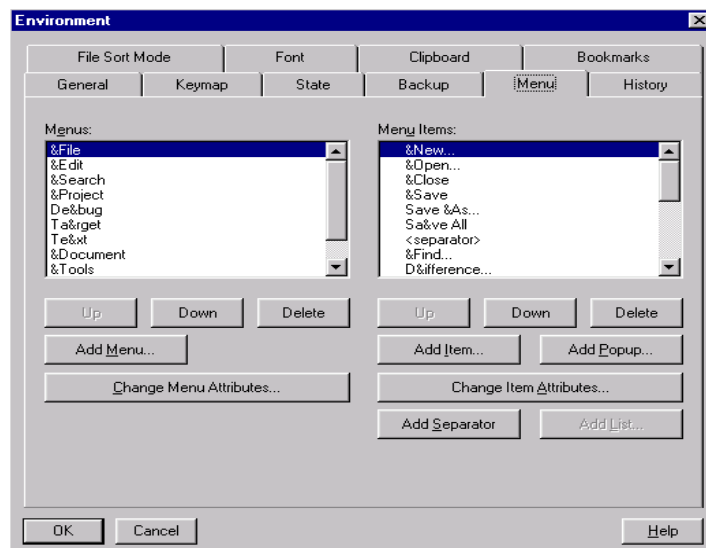 Environment
File Sort Mode Font Clipboard Bookmarks
General Keymap State Backup Menu History
Menus:
&File
&Edit
&Search
&Project
De&bug
Ta&rget
Te&xt
&Document
&Tools
Up Down Delete
Add Menu...
Change Menu Attributes...
Menu Items:
&New...
&Open...
&Close
&Save
Save &As...
Sa&ve All
<separator>
&Find...
D&ifference...
Up Down Delete
Add Item... Add Popup...
Change Item Attributes...
Add Separator Add List...
OK Cancel Help